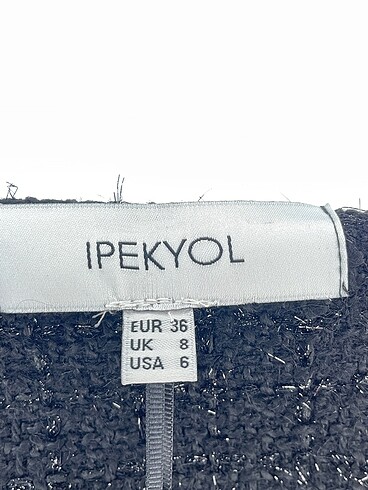 IPEKYOL
EUR 36
UK 8
USA 6